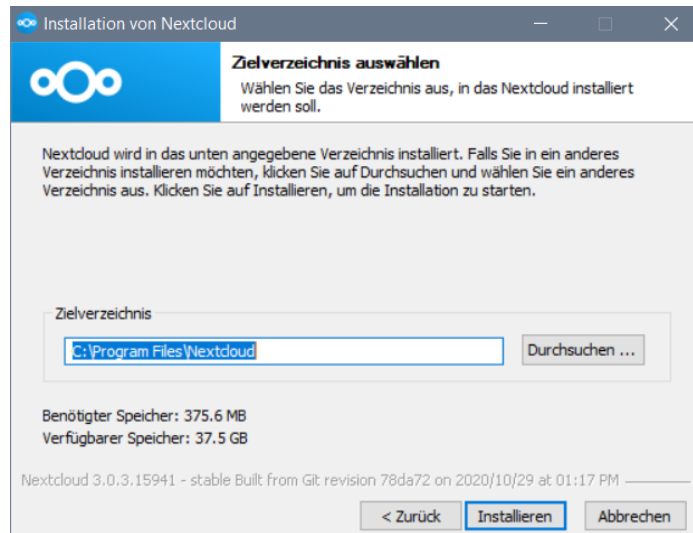 Installation von Nextcloud
Zielverzeichnis auswählen
Wählen Sie das Verzeichnis aus, in das Nextcloud installiert
werden soll.
Nextcloud wird in das unten angegebene Verzeichnis installiert. Falls Sie in ein anderes
Verzeichnis installieren möchten, klicken Sie auf Durchsuchen und wählen Sie ein anderes
Verzeichnis aus. Klicken Sie auf Installieren, um die Installation zu starten.
Zielverzeichnis
C:\Program Files\Nextcloud
Durchsuchen ...
Benötigter Speicher: 375.6 MB
Verfügbarer Speicher: 37.5 GB
Nextcloud 3.0.3.15941 - stable Built from Git revision 78da72 on 2020/10/29 at 01:17 PM
< Zurück Installieren Abbrechen